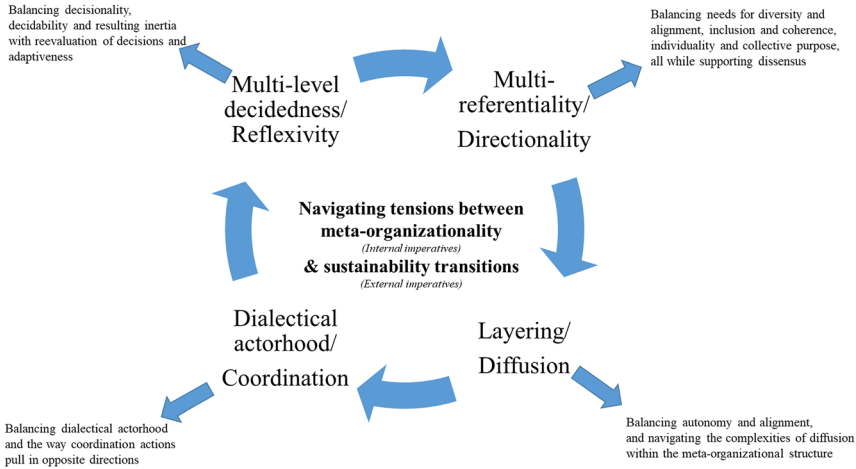 Balancing decisionality,
decidability and resulting inertia
with reevaluation of decisions and
adaptiveness
Multi-level
decidedness/
Reflexivity
Balancing needs for diversity and
alignment, inclusion and coherence,
individuality and collective purpose,
all while supporting dissensus
Multi-
referentiality/
Directionality
Navigating tensions between
meta-organizationality
(Internal imperatives)
& sustainability transitions
(External imperatives)
Dialectical
actorhood/
Coordination
Layering/
Diffusion
Balancing dialectical actorhood
and the way coordination actions
pull in opposite directions
Balancing autonomy and alignment,
and navigating the complexities of diffusion
within the meta-organizational structure